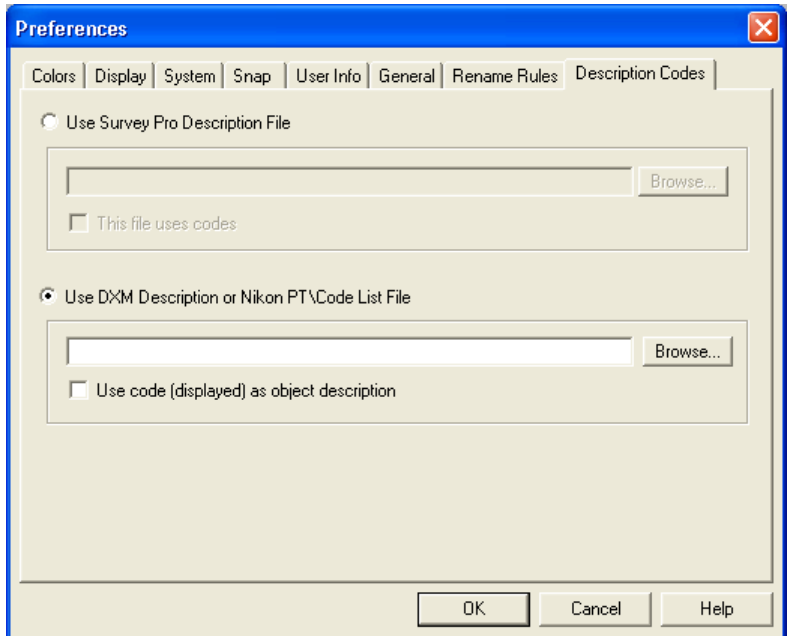 Preferences
Colors Display System Snap User Info General Rename Rules Description Codes
Use Survey Pro Description File
Browse...
This file uses codes
Use DXM Description or Nikon PT\Code List File
Browse...
Use code (displayed) as object description
OK Cancel Help